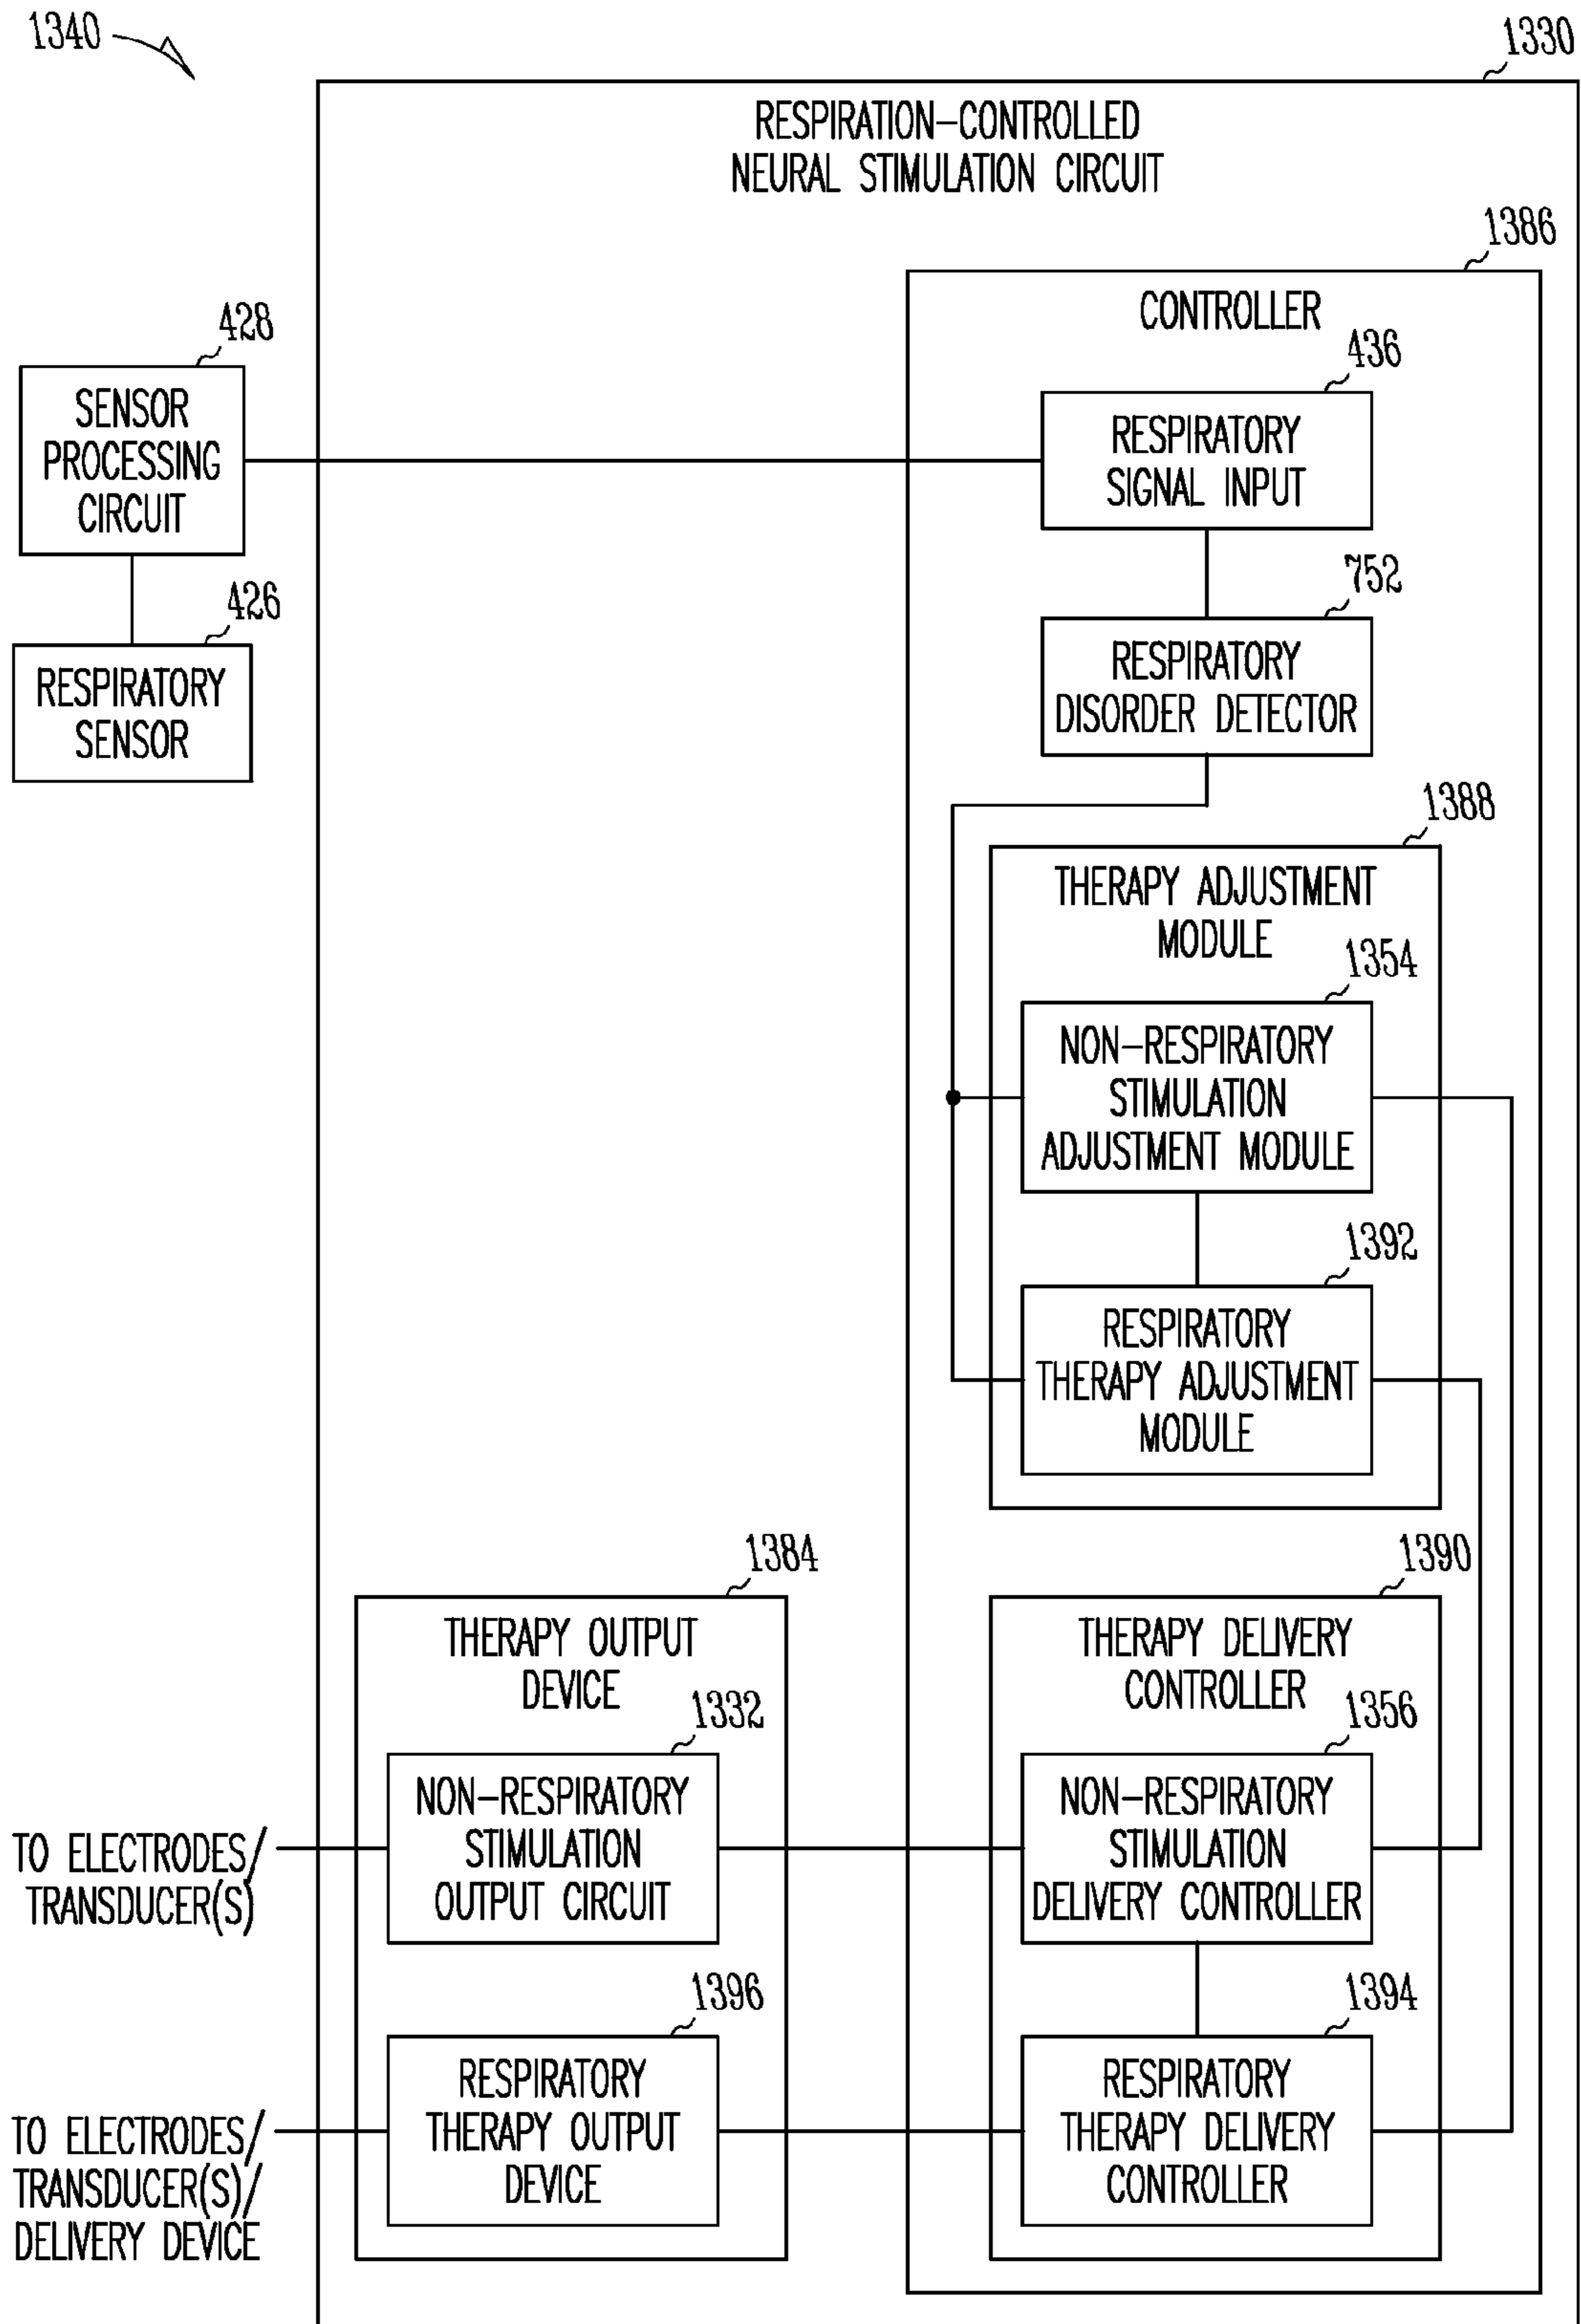 1340
1330
RESPIRATION-CONTROLLED
NEURAL STIMULATION CIRCUIT
1386
CONTROLLER
428
SENSOR
PROCESSING
CIRCUIT
436
RESPIRATORY
SIGNAL INPUT
426
RESPIRATORY
SENSOR
752
RESPIRATORY
DISORDER DETECTOR
1388
THERAPY ADJUSTMENT
MODULE
1354
NON-RESPIRATORY
STIMULATION
ADJUSTMENT MODULE
1392
RESPIRATORY
THERAPY ADJUSTMENT
MODULE
1384
THERAPY OUTPUT
DEVICE
1390
THERAPY DELIVERY
CONTROLLER
1332
NON-RESPIRATORY
STIMULATION
OUTPUT CIRCUIT
1356
NON-RESPIRATORY
STIMULATION
DELIVERY CONTROLLER
TO ELECTRODES/
TRANSDUCER(S)
1396
RESPIRATORY
THERAPY OUTPUT
DEVICE
1394
RESPIRATORY
THERAPY DELIVERY
CONTROLLER
TO ELECTRODES/
TRANSDUCER(S)/
DELIVERY DEVICE